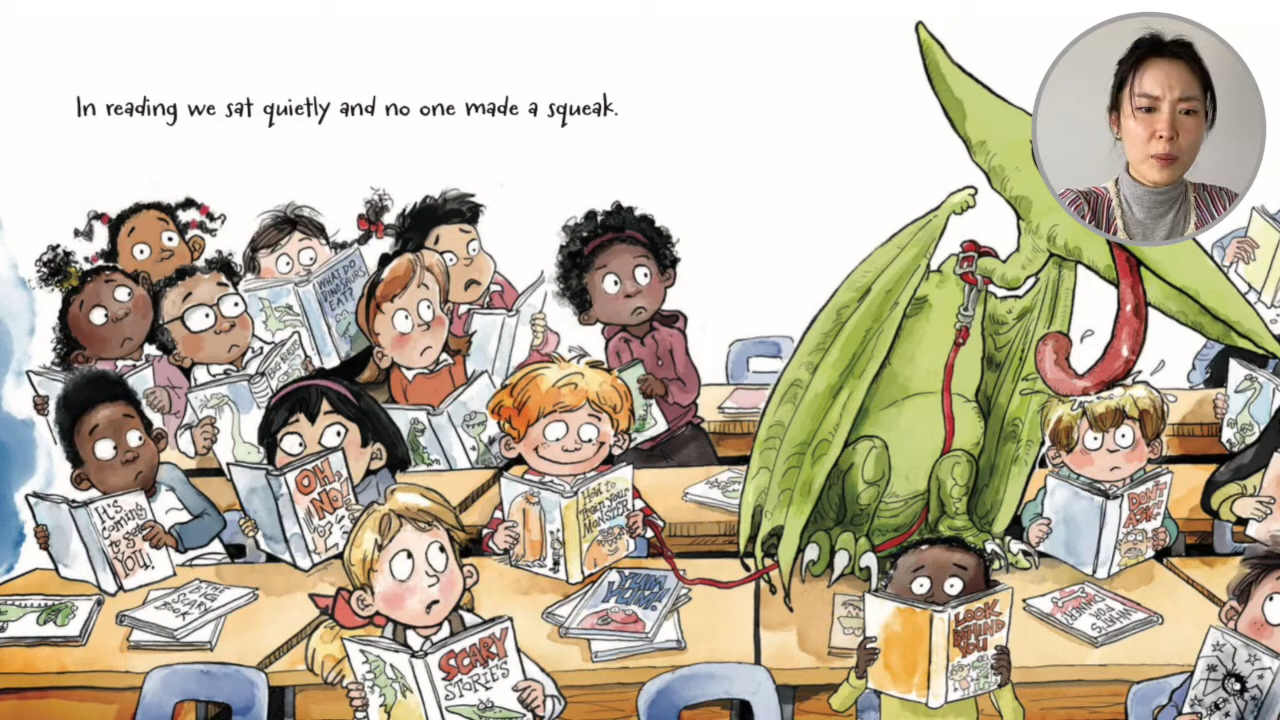 In reading we sat quietly and no one made a squeak.
WHAT DO
DINOSAURS
EAT?
It's
coming
to get
YOU!
OH,
NO!
How to
Train Your
MONSTER
DON'T
ASK!
YUM
YUM!
SCARY
STORIES
LOOK
BEHIND
YOU
WHAT'S
FOR
DINNER?